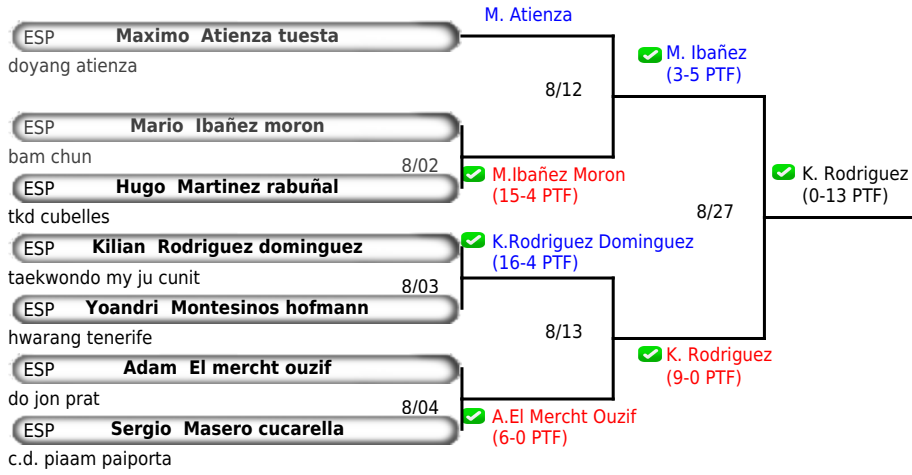 M. Atienza
ESP Maximo Atienza tuesta
doyang atienza
M. Ibañez
(3-5 PTF)
8/12
ESP Mario Ibañez moron
bam chun
8/02
M.Ibañez Moron
(15-4 PTF)
ESP Hugo Martinez rabuñal
tkd cubelles
K. Rodriguez
(0-13 PTF)
8/27
ESP Kilian Rodriguez dominguez
taekwondo my ju cunit
K.Rodriguez Dominguez
(16-4 PTF)
8/03
ESP Yoandri Montesinos hofmann
hwarang tenerife
8/13
K. Rodriguez
(9-0 PTF)
ESP Adam El mercht ouzif
do jon prat
8/04
A.El Mercht Ouzif
(6-0 PTF)
ESP Sergio Masero cucarella
c.d. piaam paiporta